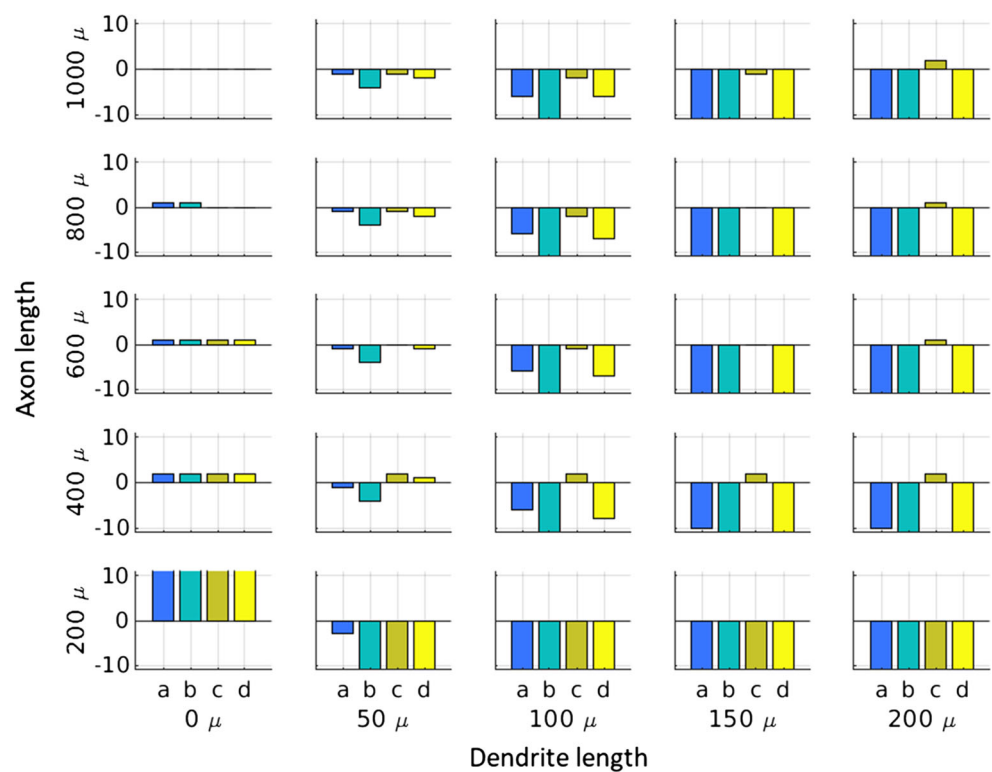 10
0
-10
1000 μ
10
0
-10
800 μ
10
0
-10
600 μ
10
0
-10
400 μ
10
0
-10
200 μ
Axon length
a b c d a b c d a b c d a b c d a b c d
0 μ 50 μ 100 μ 150 μ 200 μ
Dendrite length